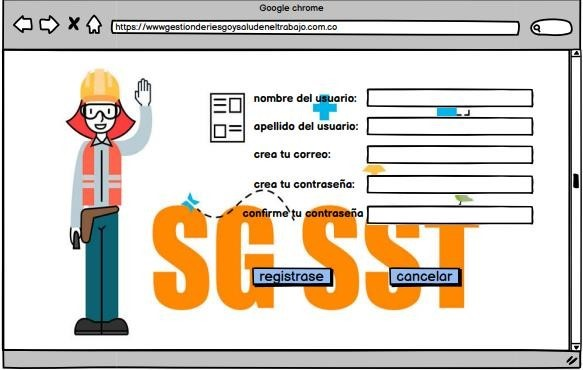 Google chrome
https://wwwgestionderiesgoysaludeneltrabajo.com.co
nombre del usuario:
apellido del usuario:
crea tu correo:
crea tu contraseña:
confirme tu contraseña
SG SST
registrase
cancelar